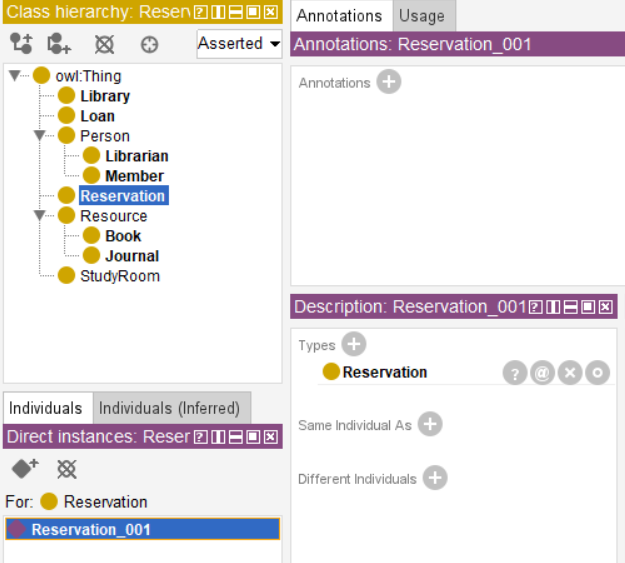 Class hierarchy: Reserv
Asserted
owl:Thing
Library
Loan
Person
Librarian
Member
Reservation
Resource
Book
Journal
StudyRoom
Individuals
Individuals (Inferred)
Direct instances: Reser
For: Reservation
Reservation_001
Annotations
Usage
Annotations: Reservation_001
Annotations
Description: Reservation_001
Types
Reservation
Same Individual As
Different Individuals